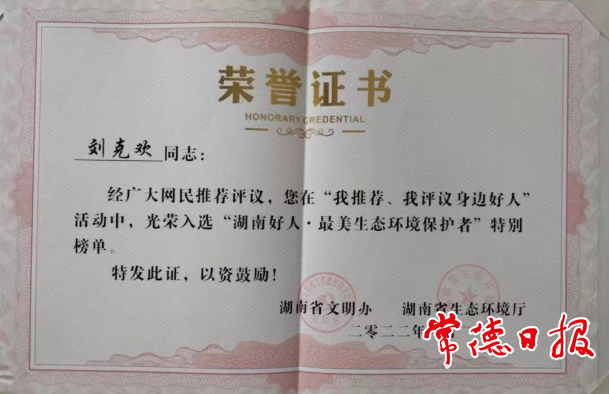 荣誉证书
HONORARY CREDENTIAL
刘克欢同志：
经广大网民推荐评议，您在“我推荐、我评议身边好人”
活动中，光荣入选“湖南好人·最美生态环境保护者”特别
榜单。
特发此证，以资鼓励！
湖南省文明办 湖南省生态环境厅
二零二二年
常德日报